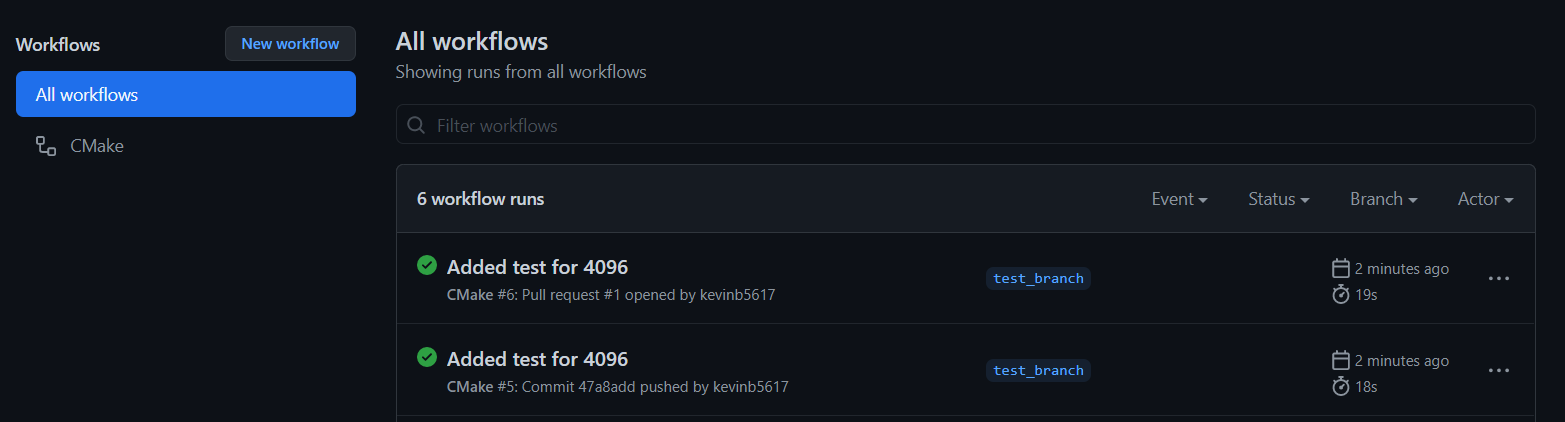 Workflows
New workflow
All workflows
CMake
All workflows
Showing runs from all workflows
Filter workflows
6 workflow runs
Event
Status
Branch
Actor
Added test for 4096
CMake #6: Pull request #1 opened by kevinb5617
test_branch
2 minutes ago
19s
Added test for 4096
CMake #5: Commit 47a8add pushed by kevinb5617
test_branch
2 minutes ago
18s